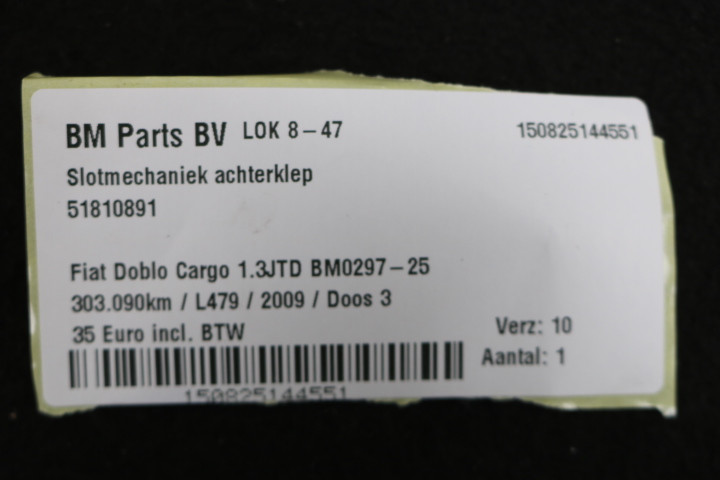 BM Parts BV LOK 8-47 150825144551
Slotmechaniek achterklep
51810891
Fiat Doblo Cargo 1.3JTD BM0297-25
303.090km / L479 / 2009 / Doos 3
35 Euro incl. BTW Verz: 10
Aantal: 1
150825144551